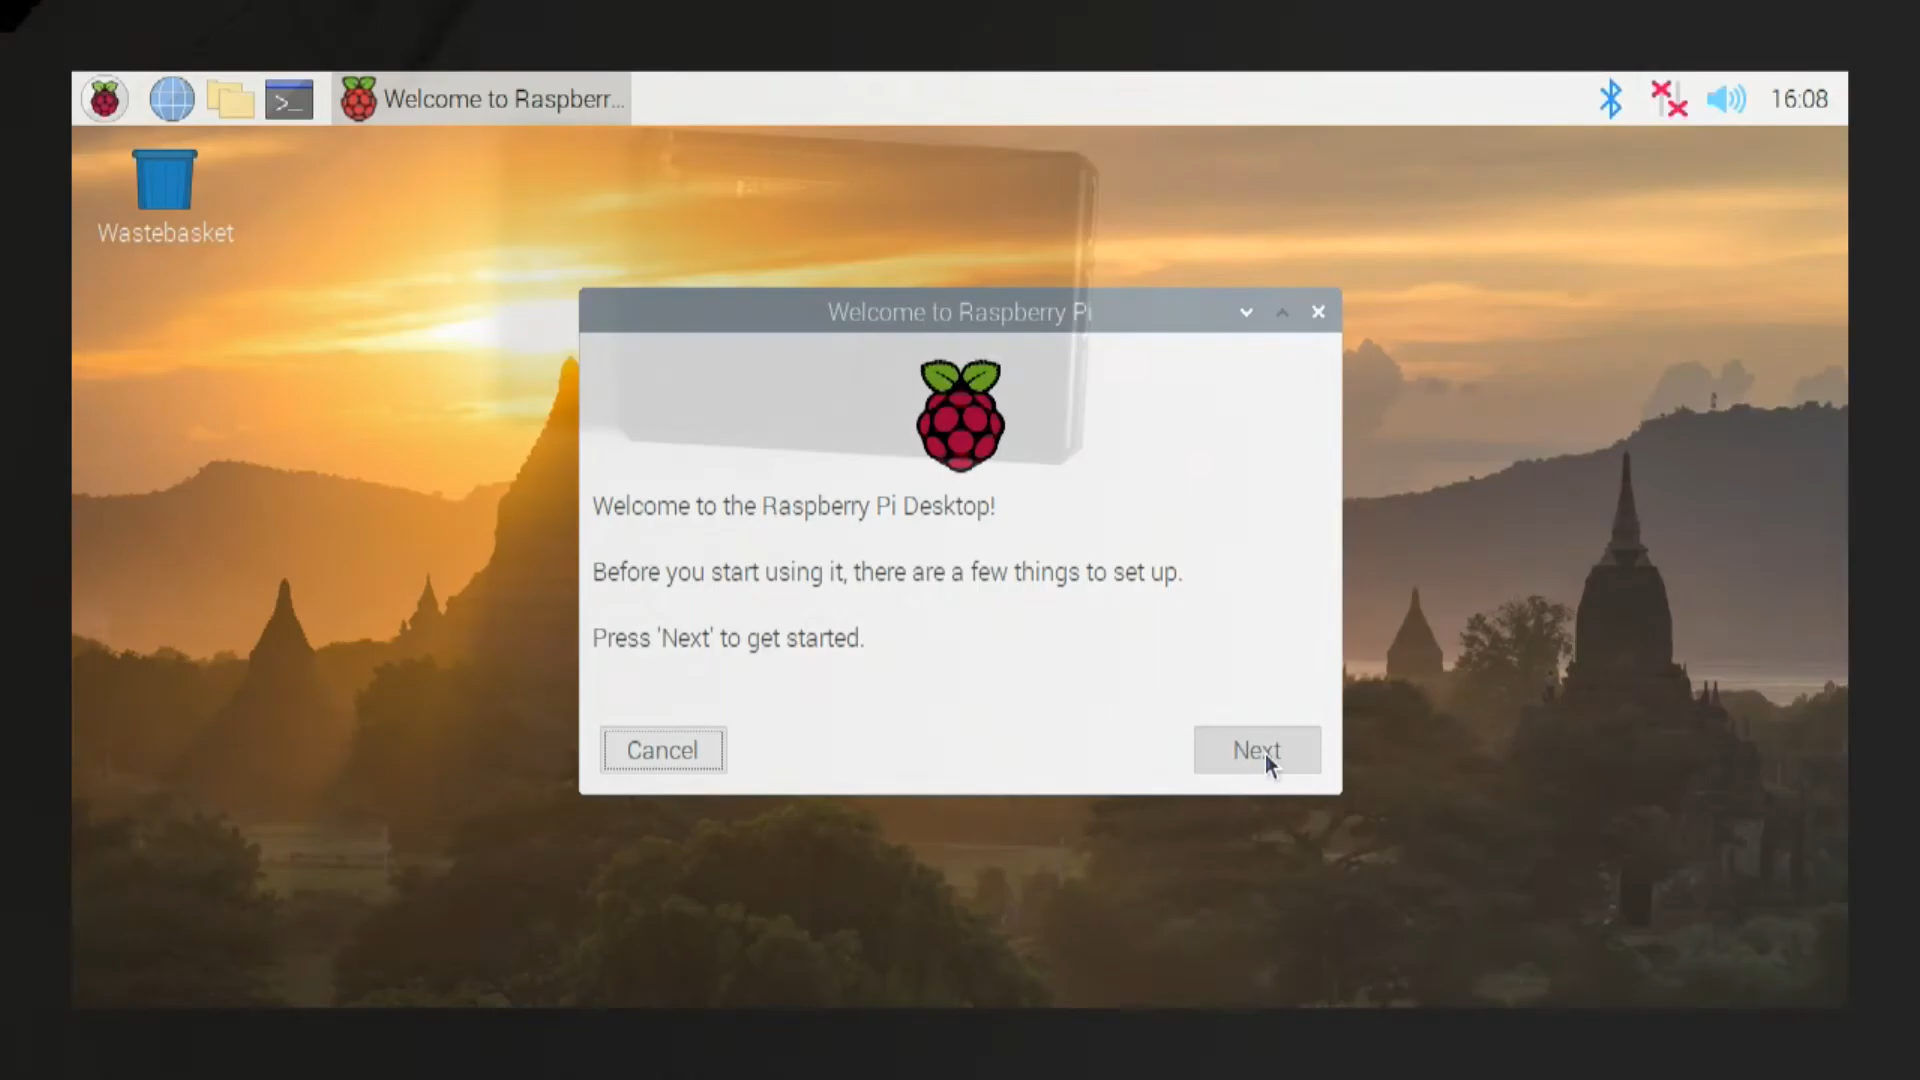 Welcome to Raspberr...
16:08
Wastebasket
Welcome to Raspberry Pi
Welcome to the Raspberry Pi Desktop!
Before you start using it, there are a few things to set up.
Press 'Next' to get started.
Cancel
Next